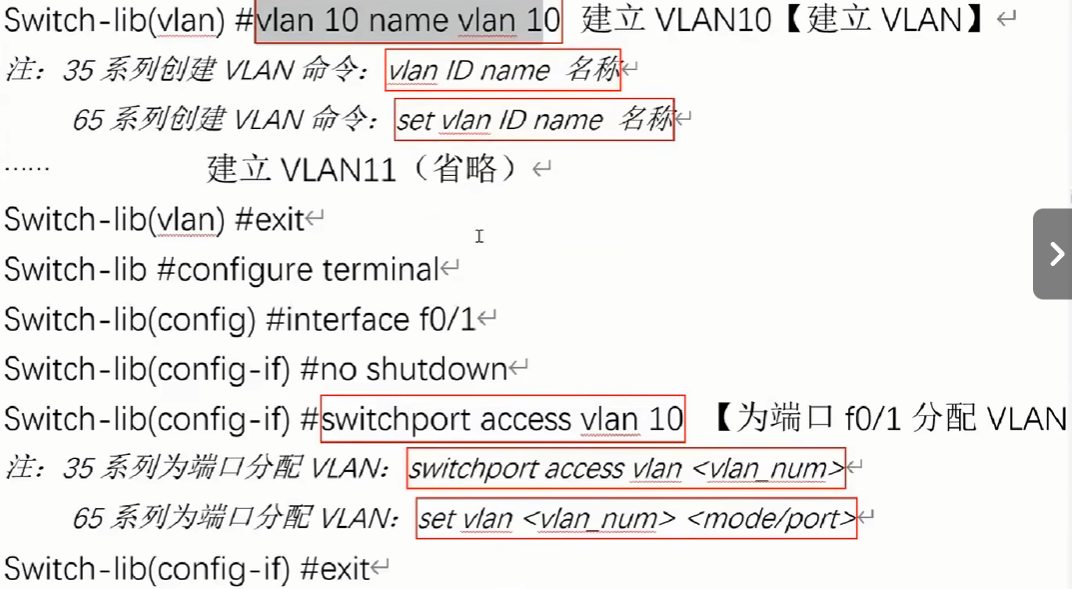 Switch-lib(vlan) #vlan 10 name vlan 10 建立 VLAN10【建立 VLAN】
注：35 系列创建 VLAN 命令：vlan ID name 名称
65 系列创建 VLAN 命令：set vlan ID name 名称
…… 建立 VLAN11（省略）
Switch-lib(vlan) #exit
Switch-lib #configure terminal
Switch-lib(config) #interface f0/1
Switch-lib(config-if) #no shutdown
Switch-lib(config-if) #switchport access vlan 10 【为端口 f0/1 分配 VLAN
注：35 系列为端口分配 VLAN：switchport access vlan <vlan_num>
65 系列为端口分配 VLAN：set vlan <vlan_num> <mode/port>
Switch-lib(config-if) #exit